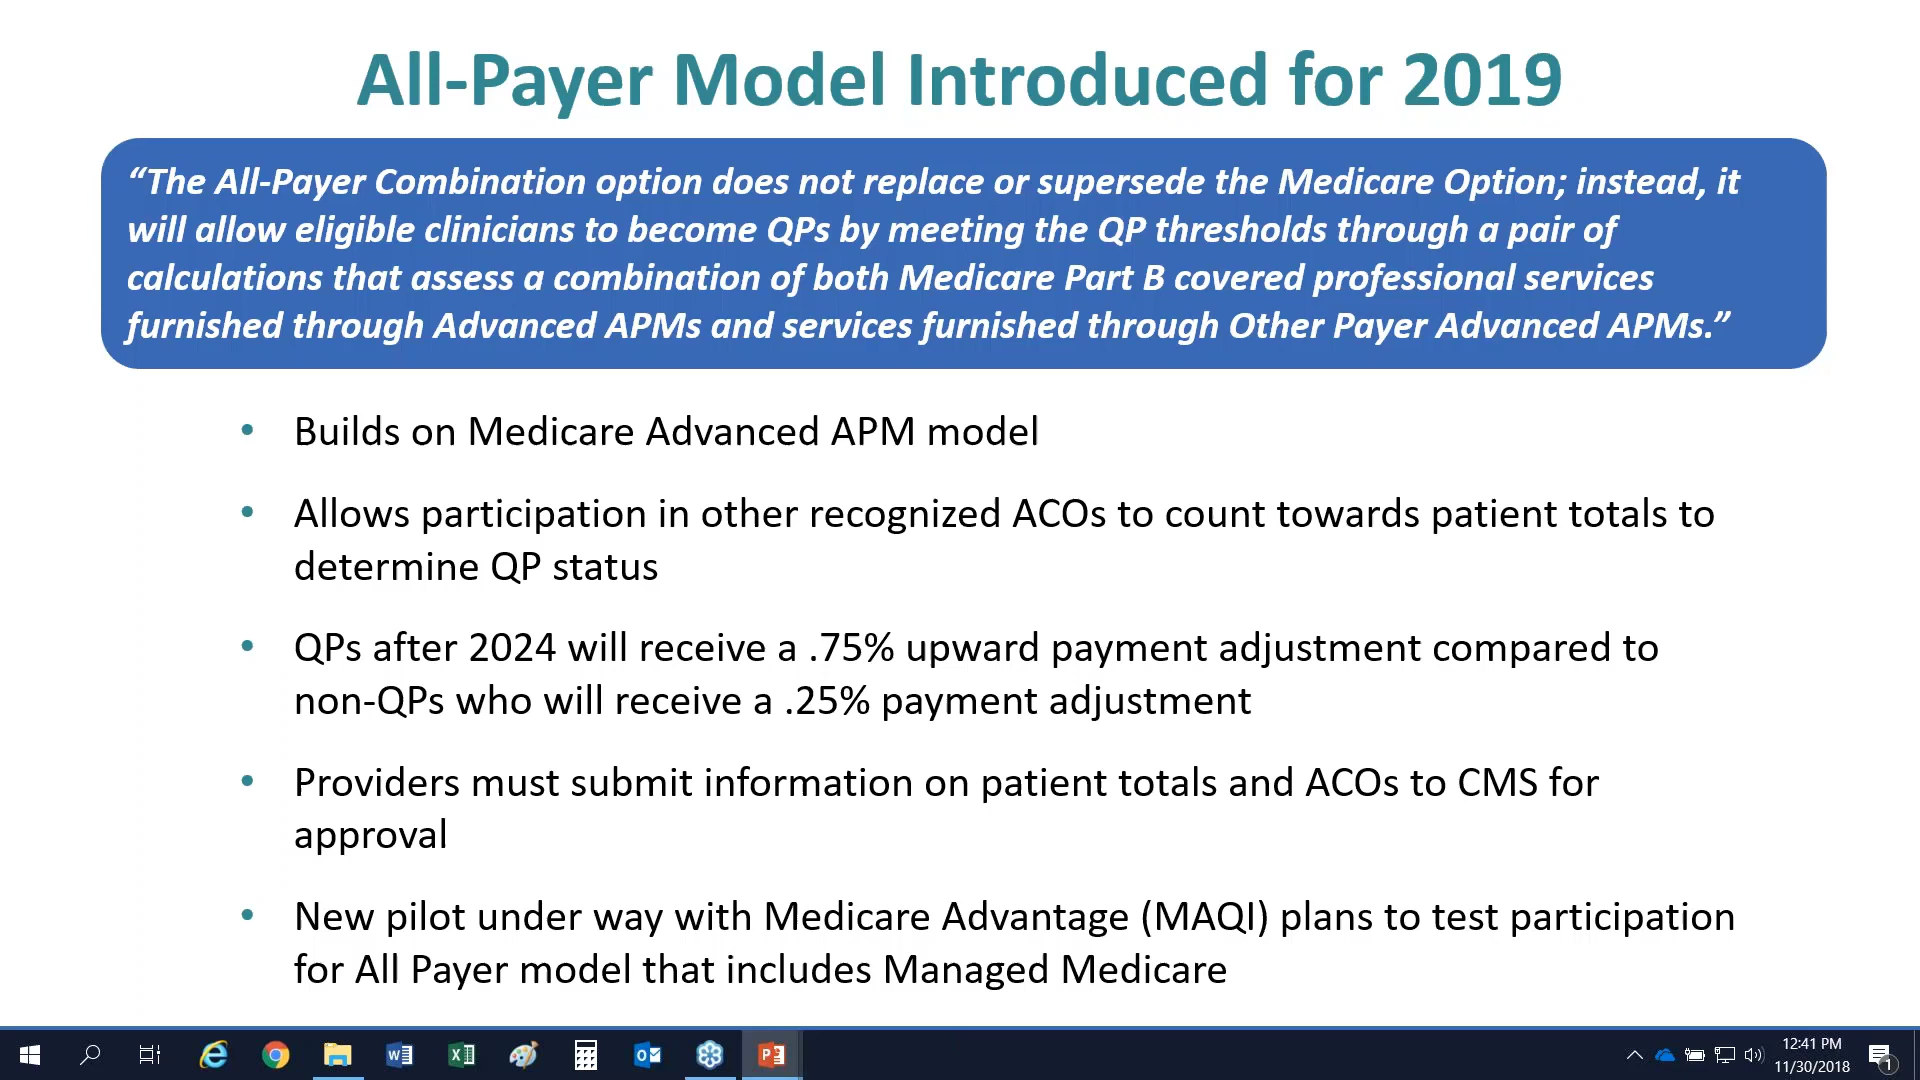 All-Payer Model Introduced for 2019
“The All-Payer Combination option does not replace or supersede the Medicare Option; instead, it
will allow eligible clinicians to become QPs by meeting the QP thresholds through a pair of
calculations that assess a combination of both Medicare Part B covered professional services
furnished through Advanced APMs and services furnished through Other Payer Advanced APMs.”
• Builds on Medicare Advanced APM model
• Allows participation in other recognized ACOs to count towards patient totals to
determine QP status
• QPs after 2024 will receive a .75% upward payment adjustment compared to
non-QPs who will receive a .25% payment adjustment
• Providers must submit information on patient totals and ACOs to CMS for
approval
• New pilot under way with Medicare Advantage (MAQI) plans to test participation
for All Payer model that includes Managed Medicare
12:41 PM
11/30/2018
1